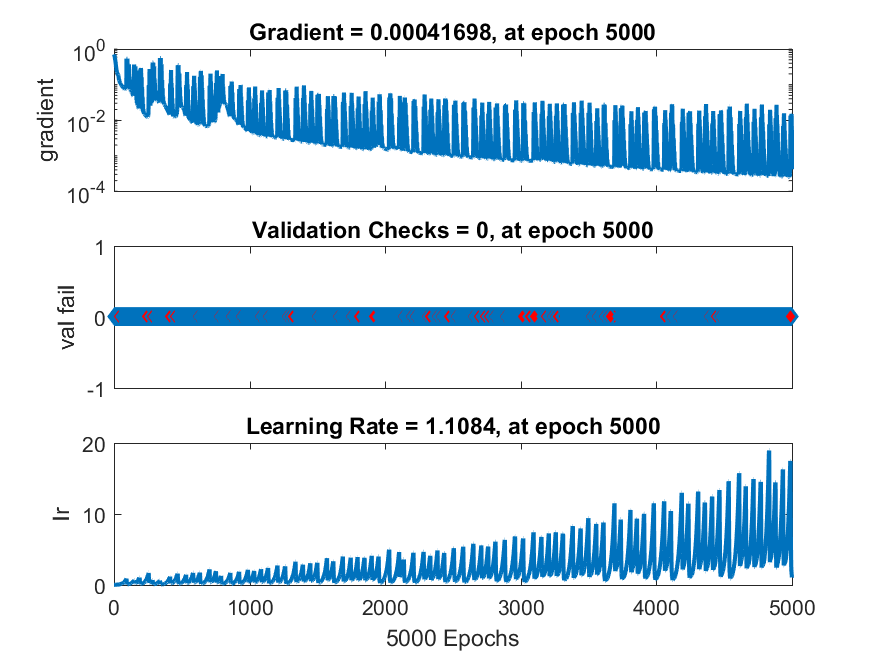 Gradient = 0.00041698, at epoch 5000
10^0
10^-2
10^-4
gradient
Validation Checks = 0, at epoch 5000
1
0
-1
val fail
Learning Rate = 1.1084, at epoch 5000
20
10
0
lr
0 1000 2000 3000 4000 5000
5000 Epochs